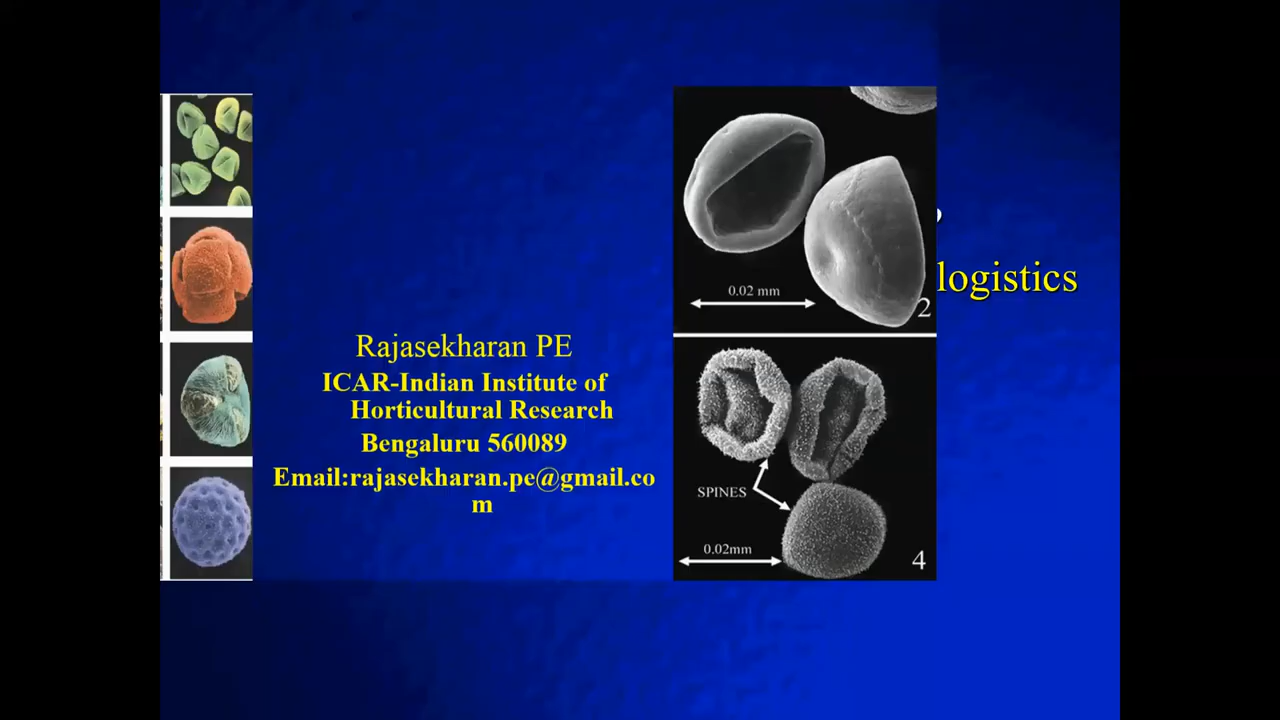 0.02 mm
2
logistics
Rajasekharan PE
ICAR-Indian Institute of
Horticultural Research
Bengaluru 560089
Email:rajasekharan.pe@gmail.co
m
SPINES
0.02mm
4